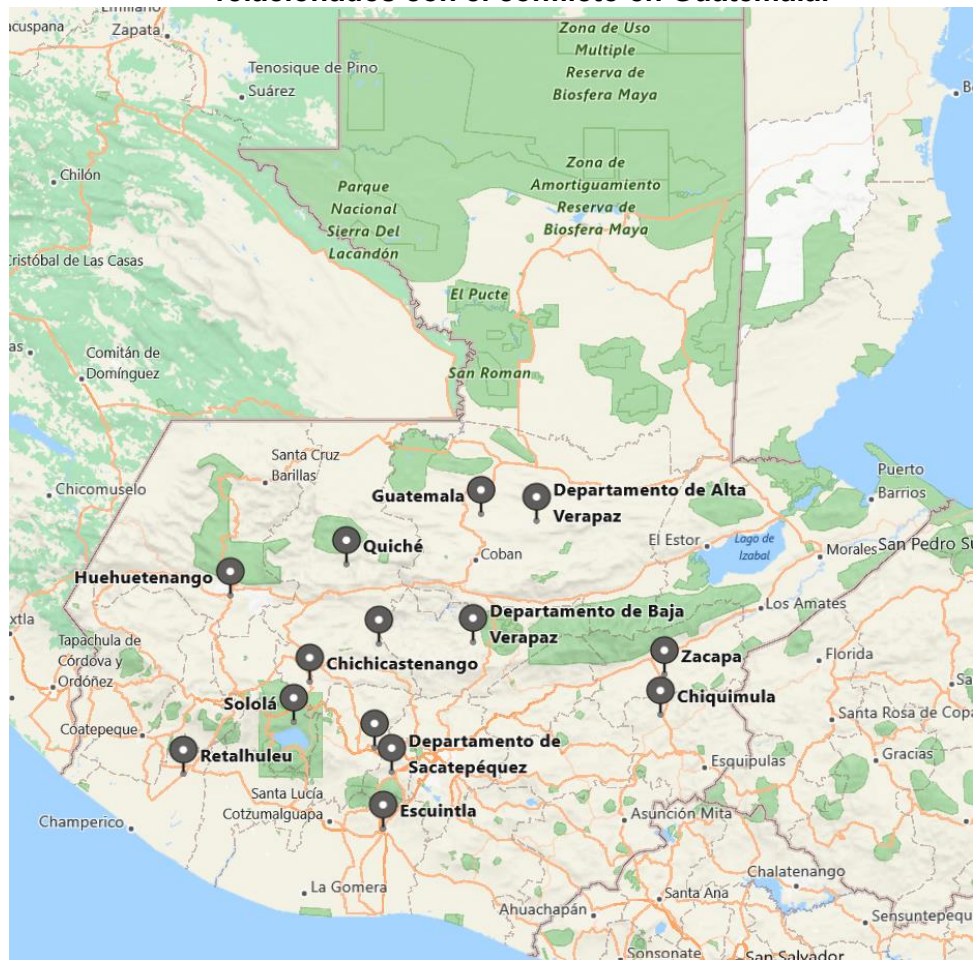 relacionados con el conflicto en Guatemala.
Emiliano
Zapata
Tenosique de Pino
Suárez
Zona de Uso
Multiple
Reserva de
Biosfera Maya
Chilón
Parque
Nacional
Sierra Del
Lacandón
Zona de
Amortiguamiento
Reserva de
Biosfera Maya
ristóbal de Las Casas
El Pucte
Comitán de
Domínguez
San Roman
Santa Cruz
Barillas
Chicomuselo
Puerto
Barrios
Guatemala
Departamento de Alta
Verapaz
Quiché
Coban
El Estor
Lago de
Izabal
Morales
San Pedro Su
Huehuetenango
Los Amates
Departamento de Baja
Verapaz
Tapachula de
Córdova y
Ordóñez
Chichicastenango
Zacapa
Florida
Sololá
Chiquimula
Santa Rosa de Copa
Coatepeque
Retalhuleu
Departamento de
Sacatepéquez
Esquipulas
Gracias
Santa Lucía
Cotzumalguapa
Escuintla
Champerico
Asunción Mita
La Gomera
Chalatenango
Ahuachapán
Santa Ana
Sensuntepequ
Sonsonate
San Salvador